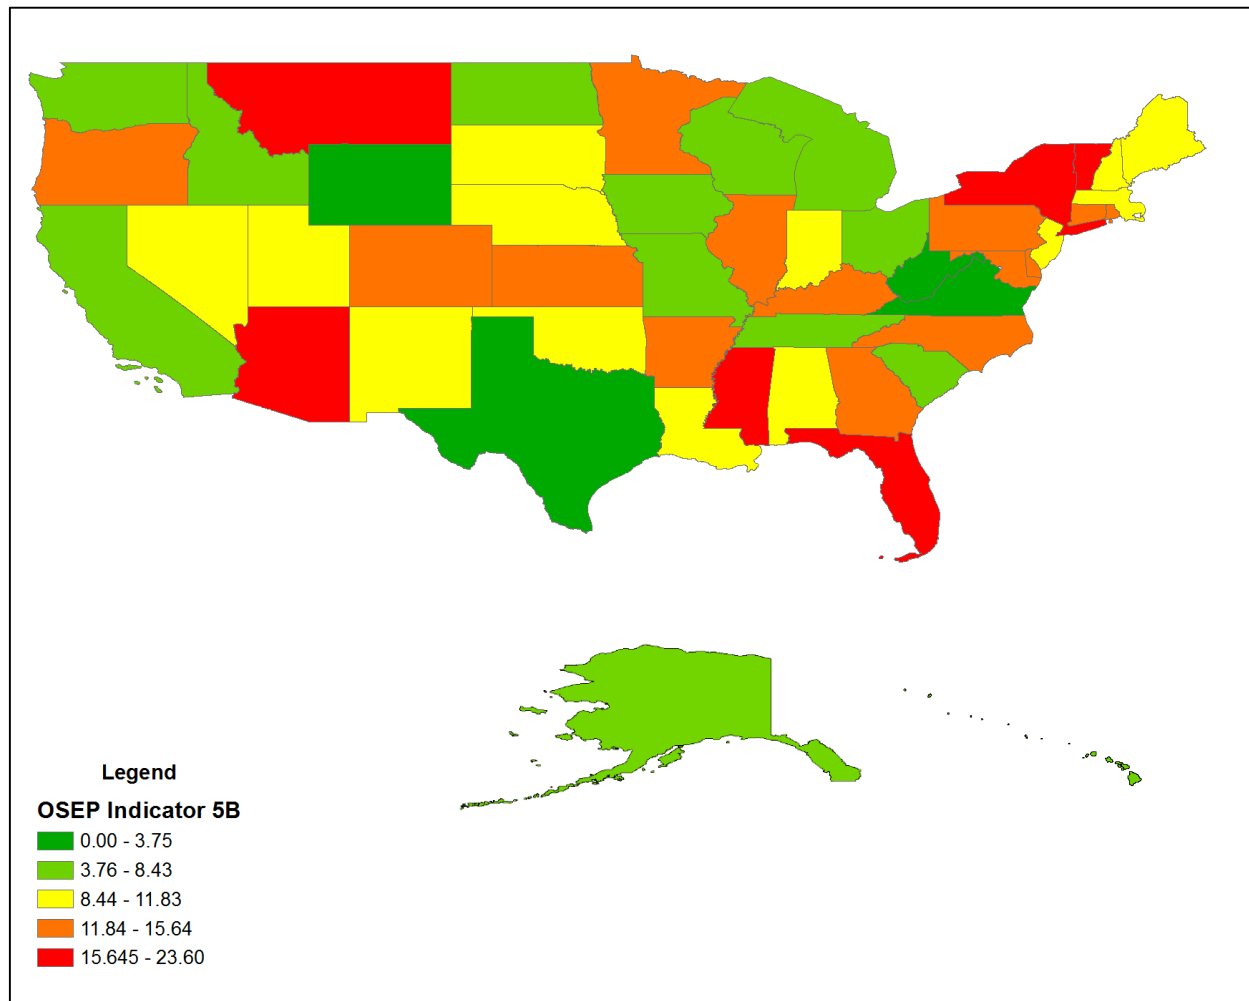 Legend
OSEP Indicator 5B
0.00 - 3.75
3.76 - 8.43
8.44 - 11.83
11.84 - 15.64
15.645 - 23.60